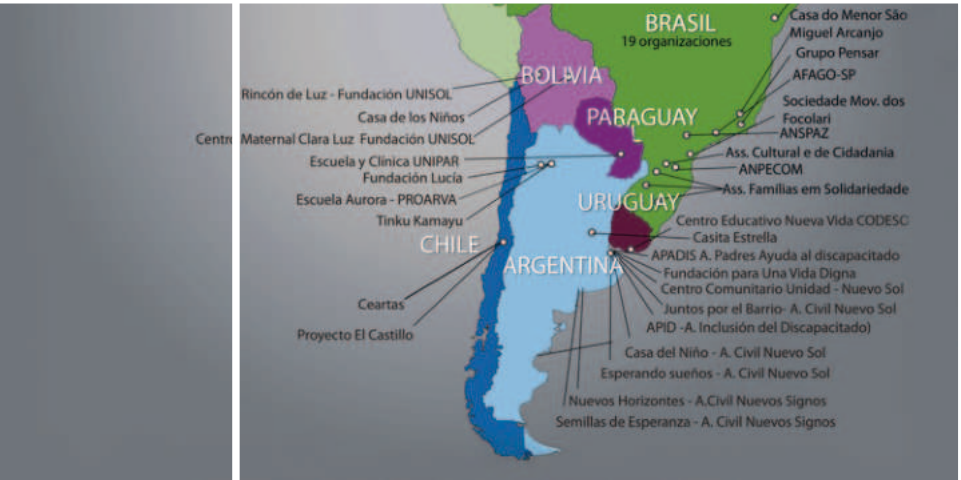 BRASIL
19 organizaciones
Casa do Menor São
Miguel Arcanjo
Grupo Pensar
AFAGO-SP
Sociedade Mov. dos
Focolari
ANSPAZ
Ass. Cultural e de Cidadania
ANPECOM
Ass. Famílias em Solidariedade
BOLIVIA
Rincón de Luz - Fundación UNISOL
Casa de los Niños
Centro Maternal Clara Luz Fundación UNISOL
PARAGUAY
Escuela y Clínica UNIPAR
Fundación Lucía
Escuela Aurora - PROARVA
Tinku Kamayu
URUGUAY
Centro Educativo Nueva Vida CODESC
Casita Estrella
APADIS A. Padres Ayuda al discapacitado
Fundación para Una Vida Digna
Centro Comunitario Unidad - Nuevo Sol
Juntos por el Barrio- A. Civil Nuevo Sol
APID -A. Inclusión del Discapacitado)
Casa del Niño - A. Civil Nuevo Sol
Esperando sueños - A. Civil Nuevo Sol
Nuevos Horizontes - A.Civil Nuevos Signos
Semillas de Esperanza - A. Civil Nuevos Signos
CHILE
ARGENTINA
Ceartas
Proyecto El Castillo